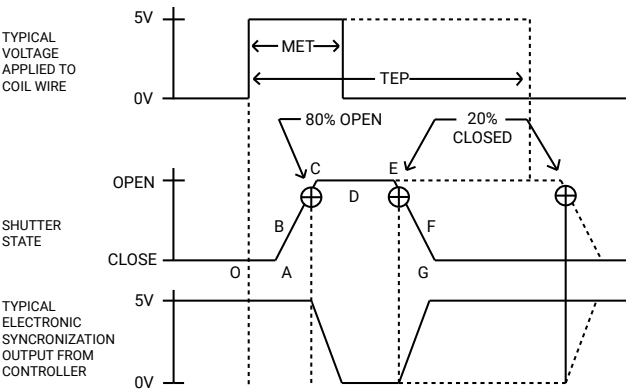 5V
TYPICAL
VOLTAGE
APPLIED TO
COIL WIRE
MET
TEP
0V
80% OPEN
20%
CLOSED
C
E
OPEN
D
SHUTTER
STATE
B
F
CLOSE
O
A
G
TYPICAL
ELECTRONIC
SYNCRONIZATION
OUTPUT FROM
CONTROLLER
5V
0V